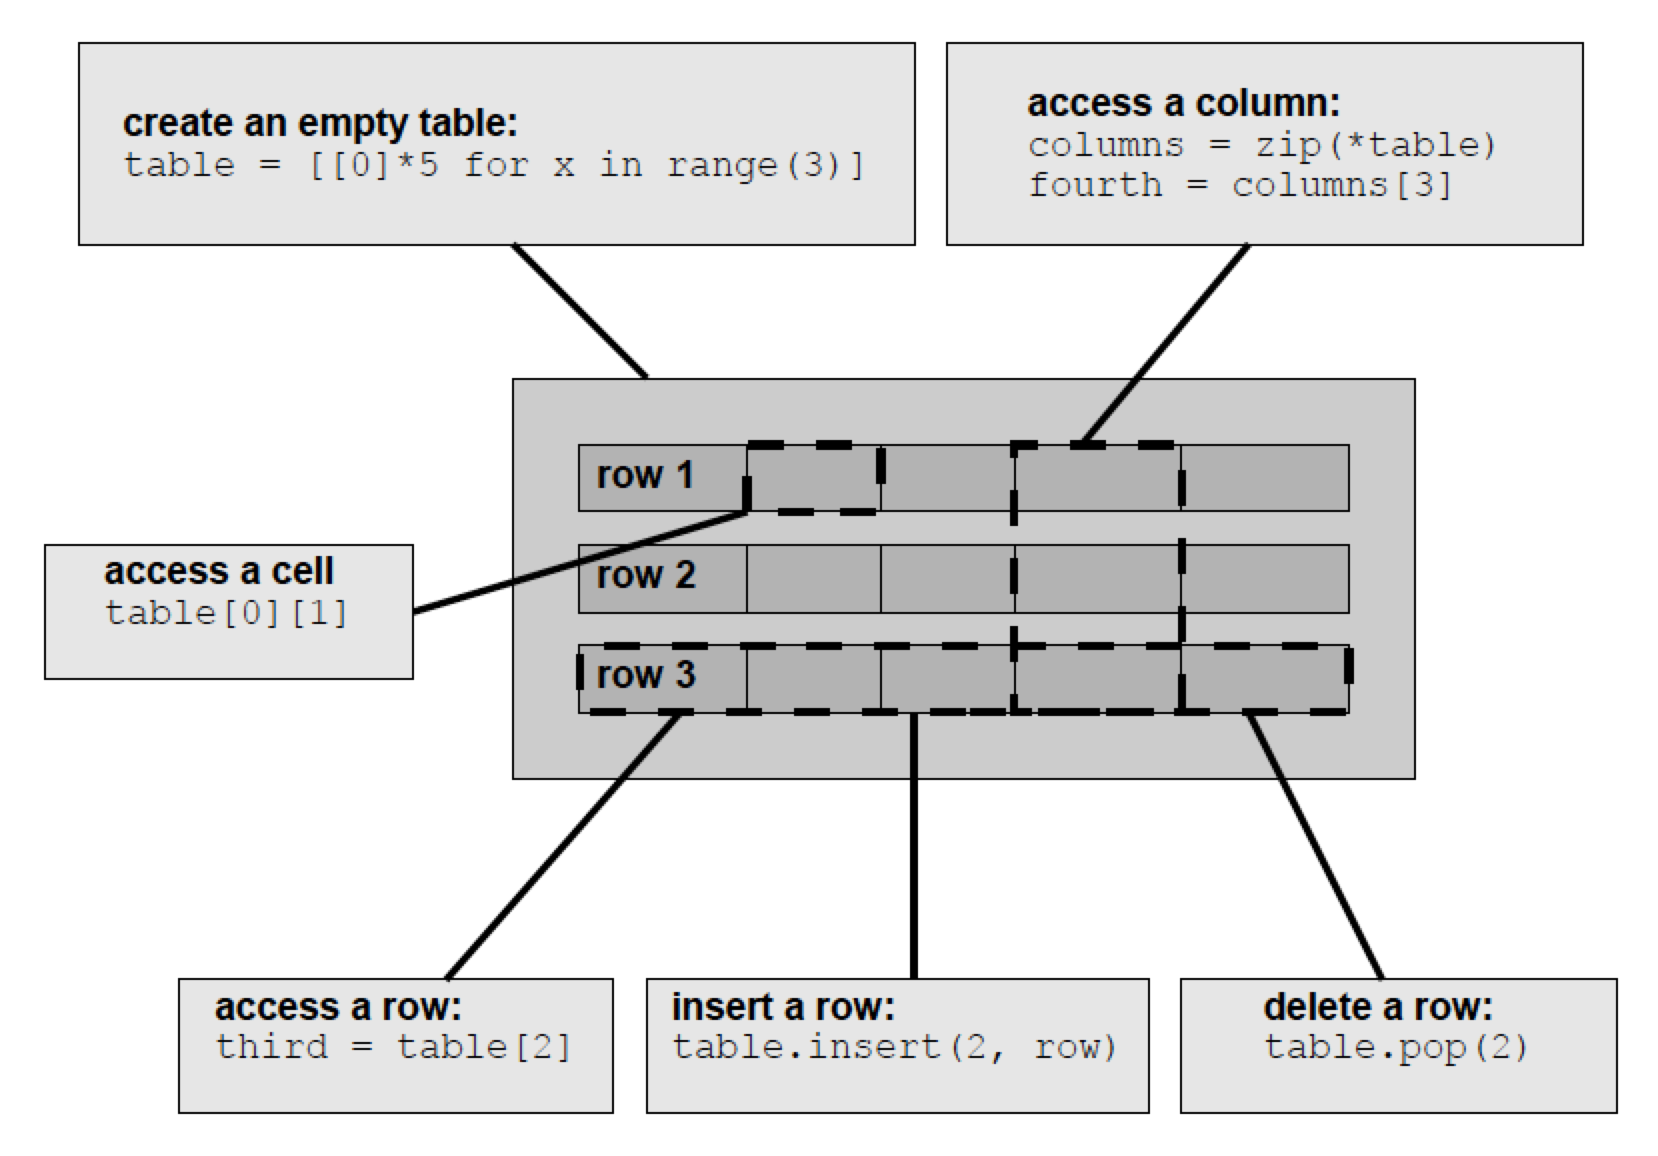 create an empty table:
table = [[0]*5 for x in range(3)]
access a column:
columns = zip(*table)
fourth = columns[3]
row 1
access a cell
table[0][1]
row 2
row 3
access a row:
third = table[2]
insert a row:
table.insert(2, row)
delete a row:
table.pop(2)